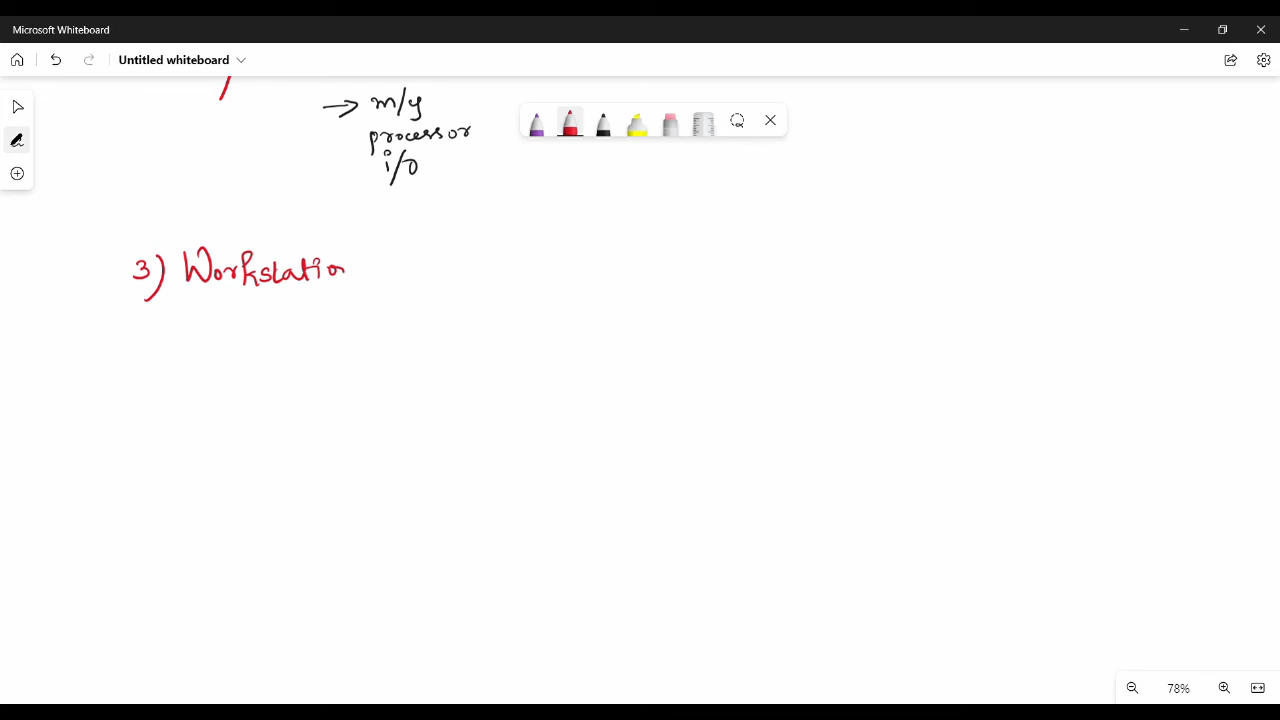 Microsoft Whiteboard
Untitled whiteboard
→ m/y
processor
i/O
3) Workstation
78%